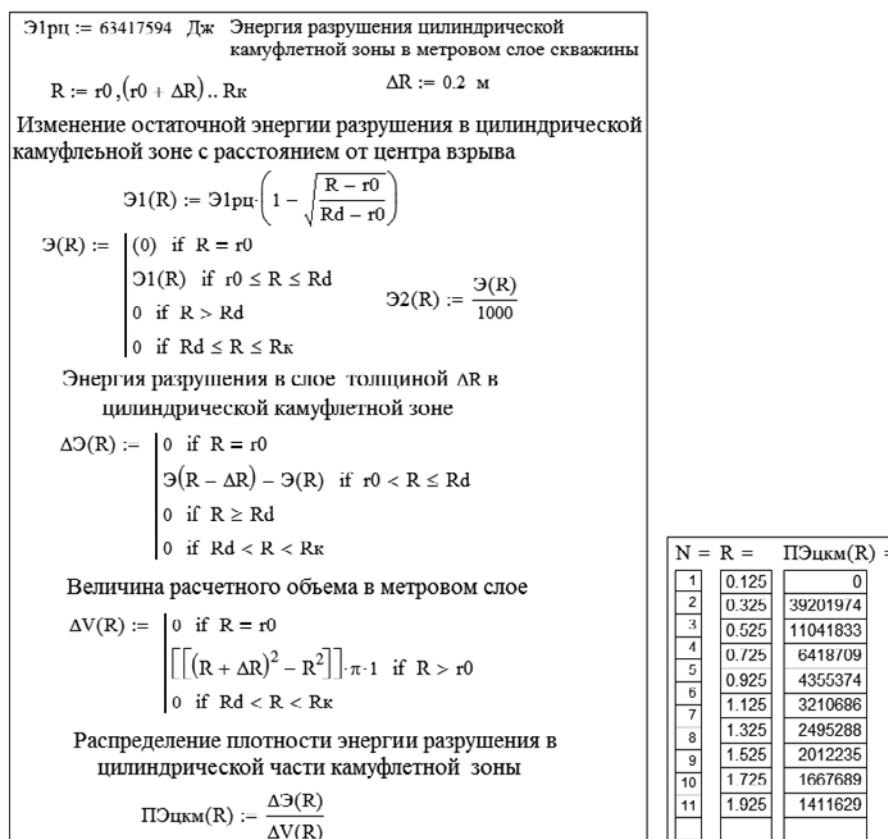 Э1рц := 63417594 Дж Энергия разрушения цилиндрической
камуфлетной зоны в метровом слое скважины
R := r0 ,(r0 + ΔR) .. Rк ΔR := 0.2 м
Изменение остаточной энергии разрушения в цилиндрической
камуфлеьной зоне с расстоянием от центра взрыва
Э1(R) := Э1рц·(1 − √((R − r0)/(Rd − r0)))
Э(R) := (0) if R = r0
Э1(R) if r0 ≤ R ≤ Rd
0 if R > Rd
0 if Rd ≤ R ≤ Rк
Э2(R) := Э(R)/1000
Энергия разрушения в слое толщиной ΔR в
цилиндрической камуфлетной зоне
ΔЭ(R) := 0 if R = r0
Э(R − ΔR) − Э(R) if r0 < R ≤ Rd
0 if R ≥ Rd
0 if Rd < R < Rк
Величина расчетного объема в метровом слое
ΔV(R) := 0 if R = r0
[[(R + ΔR)² − R²]]·π·1 if R > r0
0 if Rd < R < Rк
Распределение плотности энергии разрушения в
цилиндрической части камуфлетной зоны
ПЭцкм(R) := ΔЭ(R)/ΔV(R)
N = R = ПЭцкм(R) =
1 0.125 0
2 0.325 39201974
3 0.525 11041833
4 0.725 6418709
5 0.925 4355374
6 1.125 3210686
7 1.325 2495288
8 1.525 2012235
9 1.725 1667689
10 1.925 1411629
11